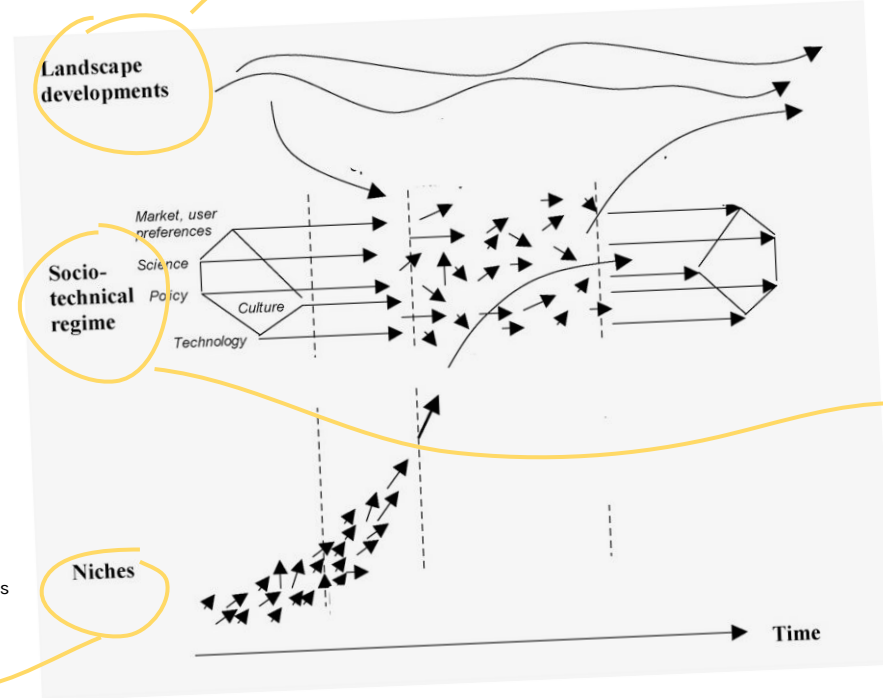 Landscape
developments
Market, user
preferences
Science
Socio-
technical
regime
Policy
Culture
Technology
Niches
s
Time